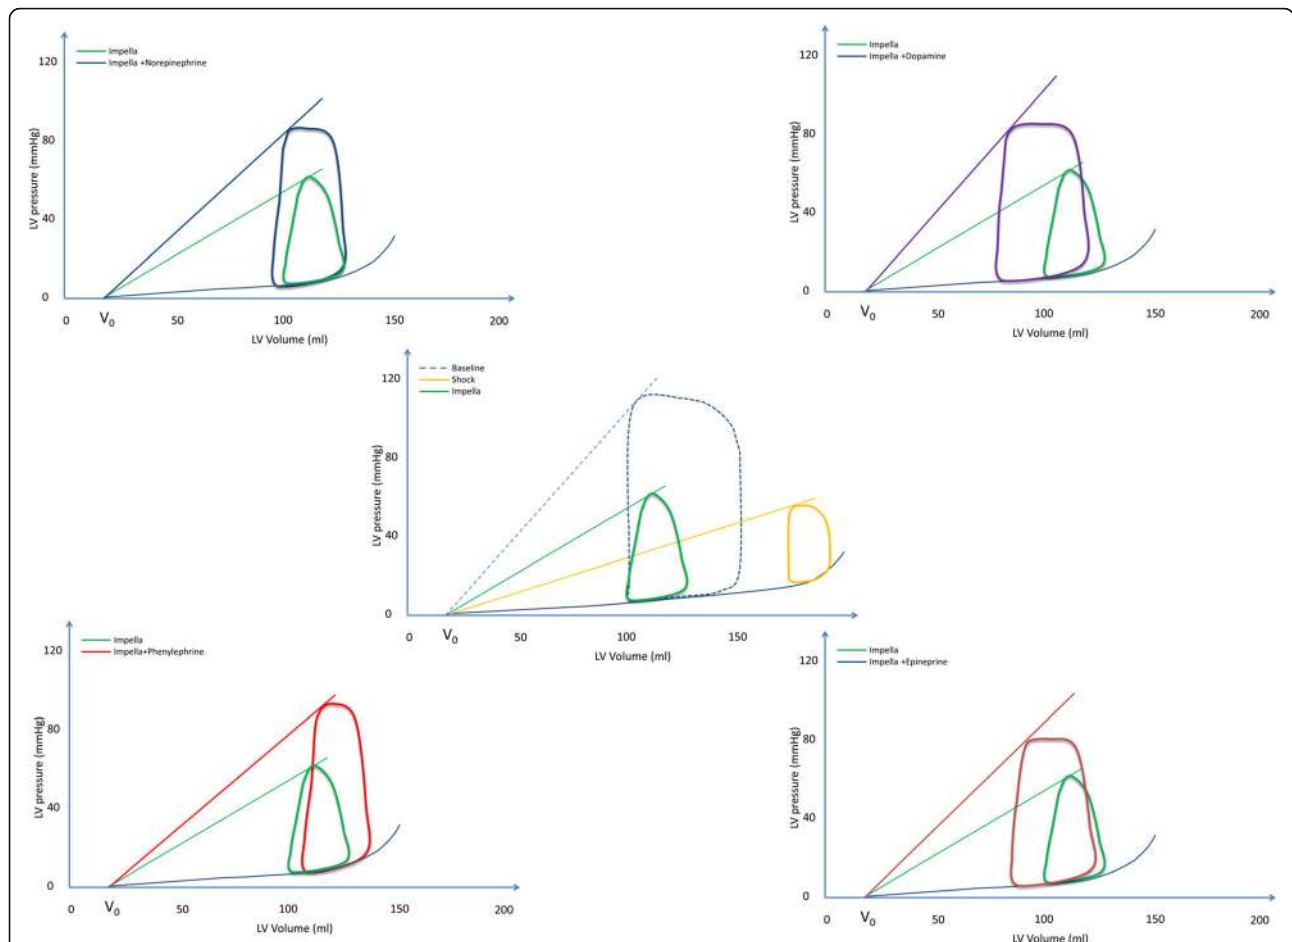 Impella
Impella +Norepinephrine
120
80
40
0
LV pressure (mmHg)
0
V0
50
100
150
200
LV Volume (ml)
Impella
Impella +Dopamine
120
80
40
0
LV pressure (mmHg)
0
V0
50
100
150
200
LV Volume (ml)
Baseline
Shock
Impella
120
80
40
0
LV pressure (mmHg)
0
V0
50
100
150
LV Volume (ml)
Impella
Impella+Phenylephrine
120
80
40
0
LV pressure (mmHg)
0
V0
50
100
150
200
LV Volume (ml)
Impella
Impella +Epineprine
120
80
40
0
LV pressure (mmHg)
0
V0
50
100
150
200
LV Volume (ml)